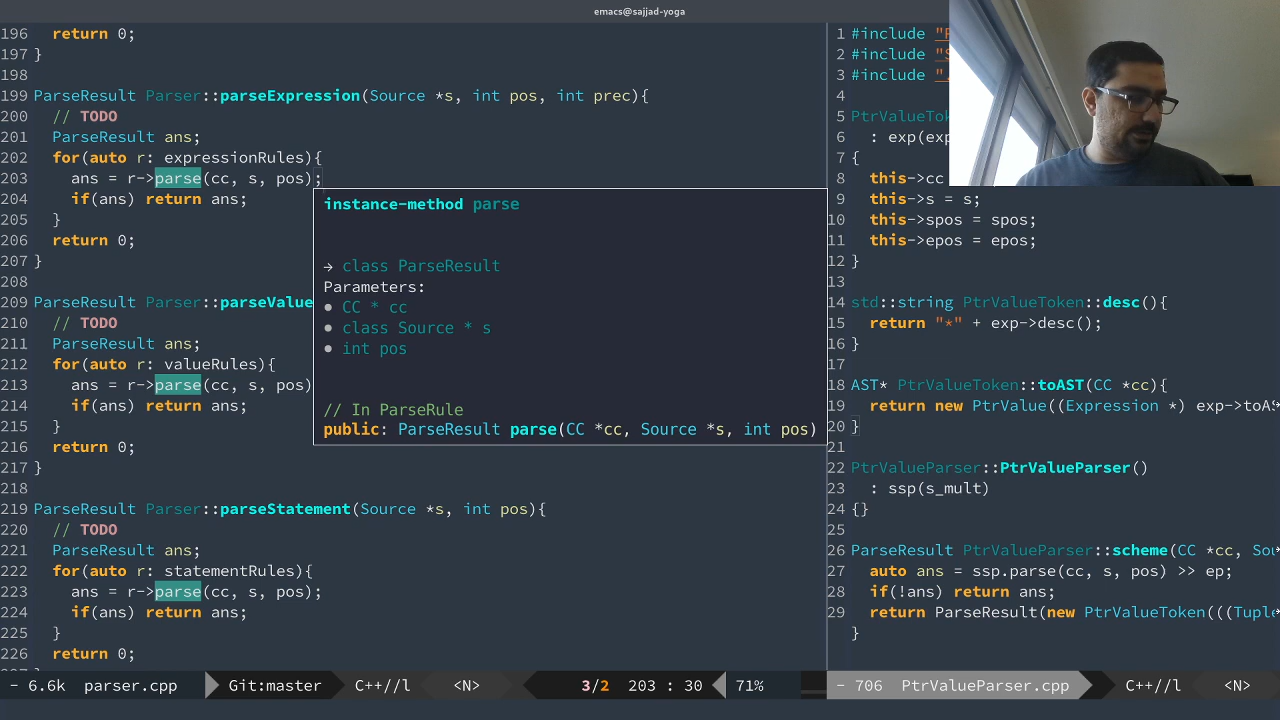 emacs@sajjad-yoga
196 return 0;
197 }
198
199 ParseResult Parser::parseExpression(Source *s, int pos, int prec){
200 // TODO
201 ParseResult ans;
202 for(auto r: expressionRules){
203 ans = r->parse(cc, s, pos);
204 if(ans) return ans;
205 }
206 return 0;
207 }
208
209 ParseResult Parser::parseValue
210 // TODO
211 ParseResult ans;
212 for(auto r: valueRules){
213 ans = r->parse(cc, s, pos)
214 if(ans) return ans;
215 }
216 return 0;
217 }
218
219 ParseResult Parser::parseStatement(Source *s, int pos){
220 // TODO
221 ParseResult ans;
222 for(auto r: statementRules){
223 ans = r->parse(cc, s, pos);
224 if(ans) return ans;
225 }
226 return 0;
instance-method parse
→ class ParseResult
Parameters:
● CC * cc
● class Source * s
● int pos
// In ParseRule
public: ParseResult parse(CC *cc, Source *s, int pos)
1 #include
2 #include
3 #include
4
5 PtrValueTok
6 : exp(exp
7 {
8 this->cc
9 this->s = s;
10 this->spos = spos;
11 this->epos = epos;
12 }
13
14 std::string PtrValueToken::desc(){
15 return "*" + exp->desc();
16 }
17
18 AST* PtrValueToken::toAST(CC *cc){
19 return new PtrValue((Expression *) exp->toAS
20 }
21
22 PtrValueParser::PtrValueParser()
23 : ssp(s_mult)
24 {}
25
26 ParseResult PtrValueParser::scheme(CC *cc, Sou
27 auto ans = ssp.parse(cc, s, pos) >> ep;
28 if(!ans) return ans;
29 return ParseResult(new PtrValueToken(((Tuple
}
- 6.6k parser.cpp Git:master C++//l <N> 3/2 203 : 30 71%
- 706 PtrValueParser.cpp C++//l <N>